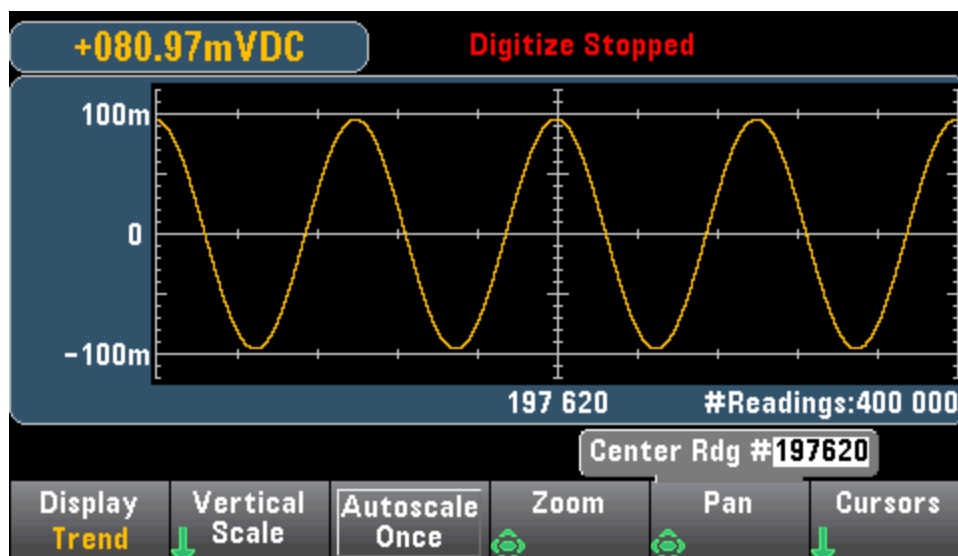 +080.97mVDC Digitize Stopped
100m
0
-100m
197 620 #Readings:400 000
Center Rdg #197620
Display Vertical Autoscale Zoom Pan Cursors
Trend Scale Once